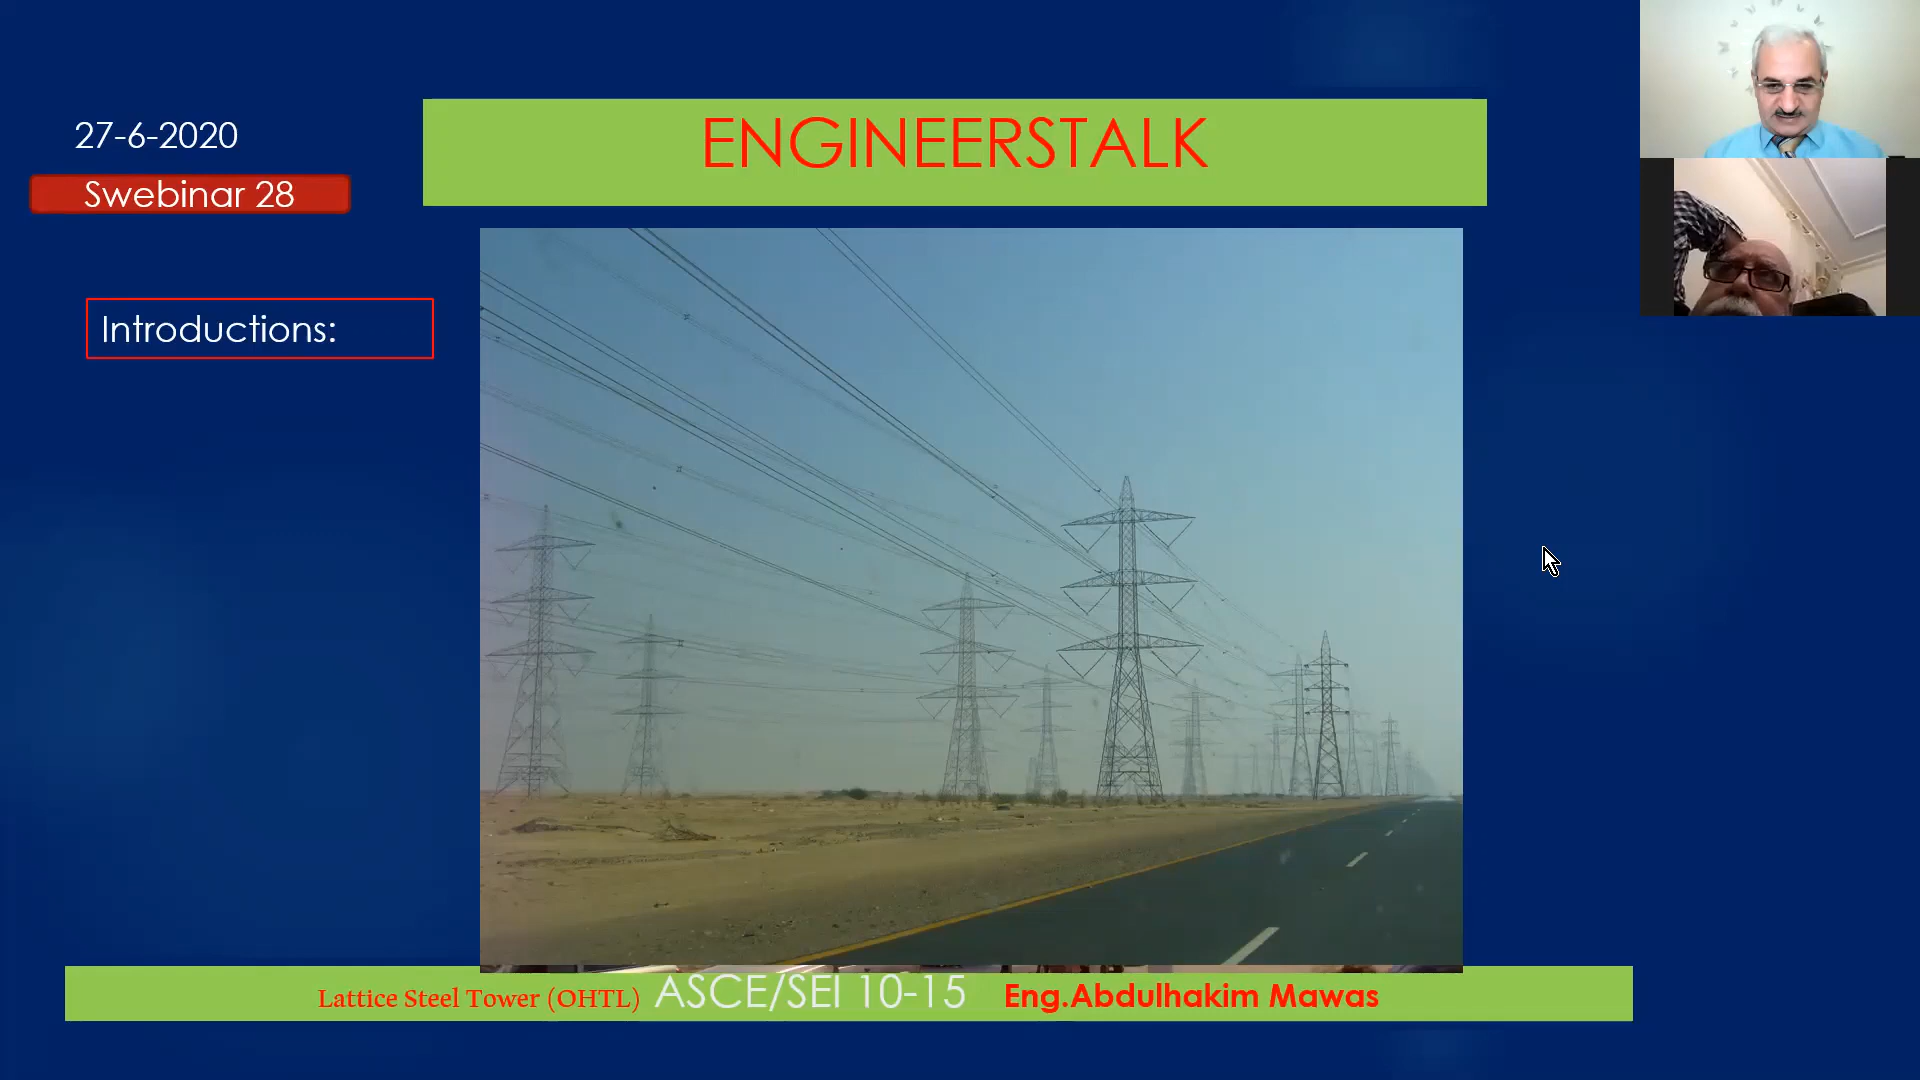 27-6-2020
ENGINEERSTALK
Swebinar 28
Introductions:
Lattice Steel Tower (OHTL) ASCE/SEI 10-15 Eng.Abdulhakim Mawas